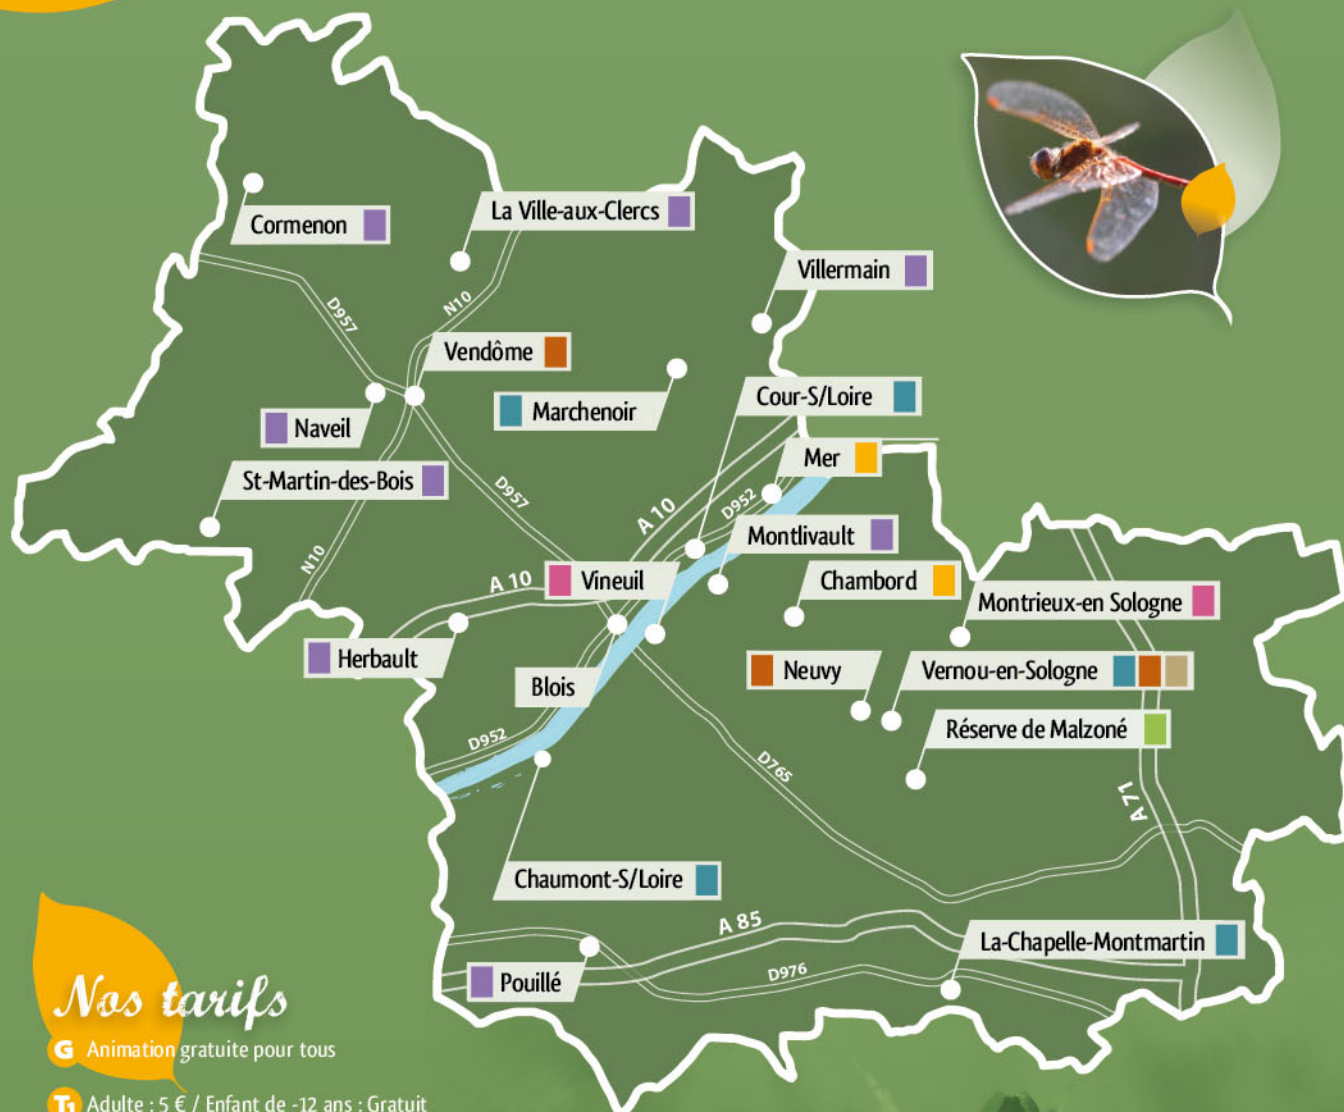 Cormenon
La Ville-aux-Clercs
Villermain
D957
N10
Vendôme
Marchenoir
Cour-S/Loire
Naveil
Mer
St-Martin-des-Bois
D957
A 10
D952
Montlivault
N10
A 10
Vineuil
Chambord
Montrieux-en Sologne
Herbault
Blois
Neuvy
Vernou-en-Sologne
Réserve de Malzoné
D952
D765
A 71
Chaumont-S/Loire
A 85
La-Chapelle-Montmartin
Pouillé
D976
Nos tarifs
G Animation gratuite pour tous
T1 Adulte : 5 € / Enfant de -12 ans : Gratuit